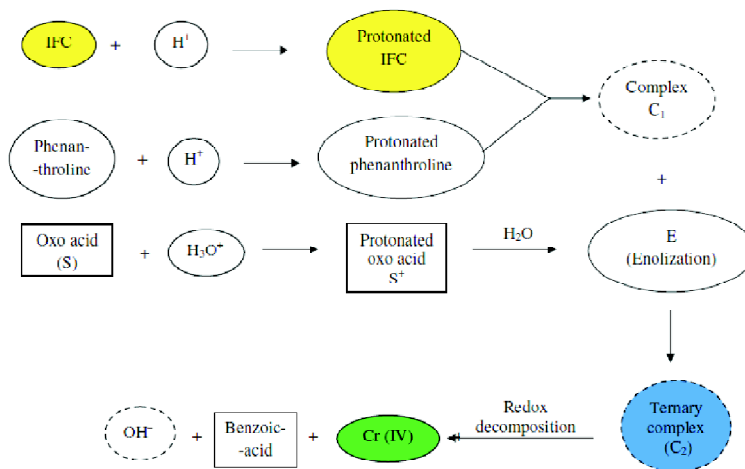 IFC + H⁺ Protonated
IFC
Complex
C₁
Phenan-
-throline
+ H⁺ Protonated
phenanthroline
+
Oxo acid
(S)
+ H₃O⁺ Protonated
oxo acid
S⁺
H₂O
E
(Enolization)
OH⁻ + Benzoic-
-acid
+ Cr (IV)
Redox
decomposition
Ternary
complex
(C₂)